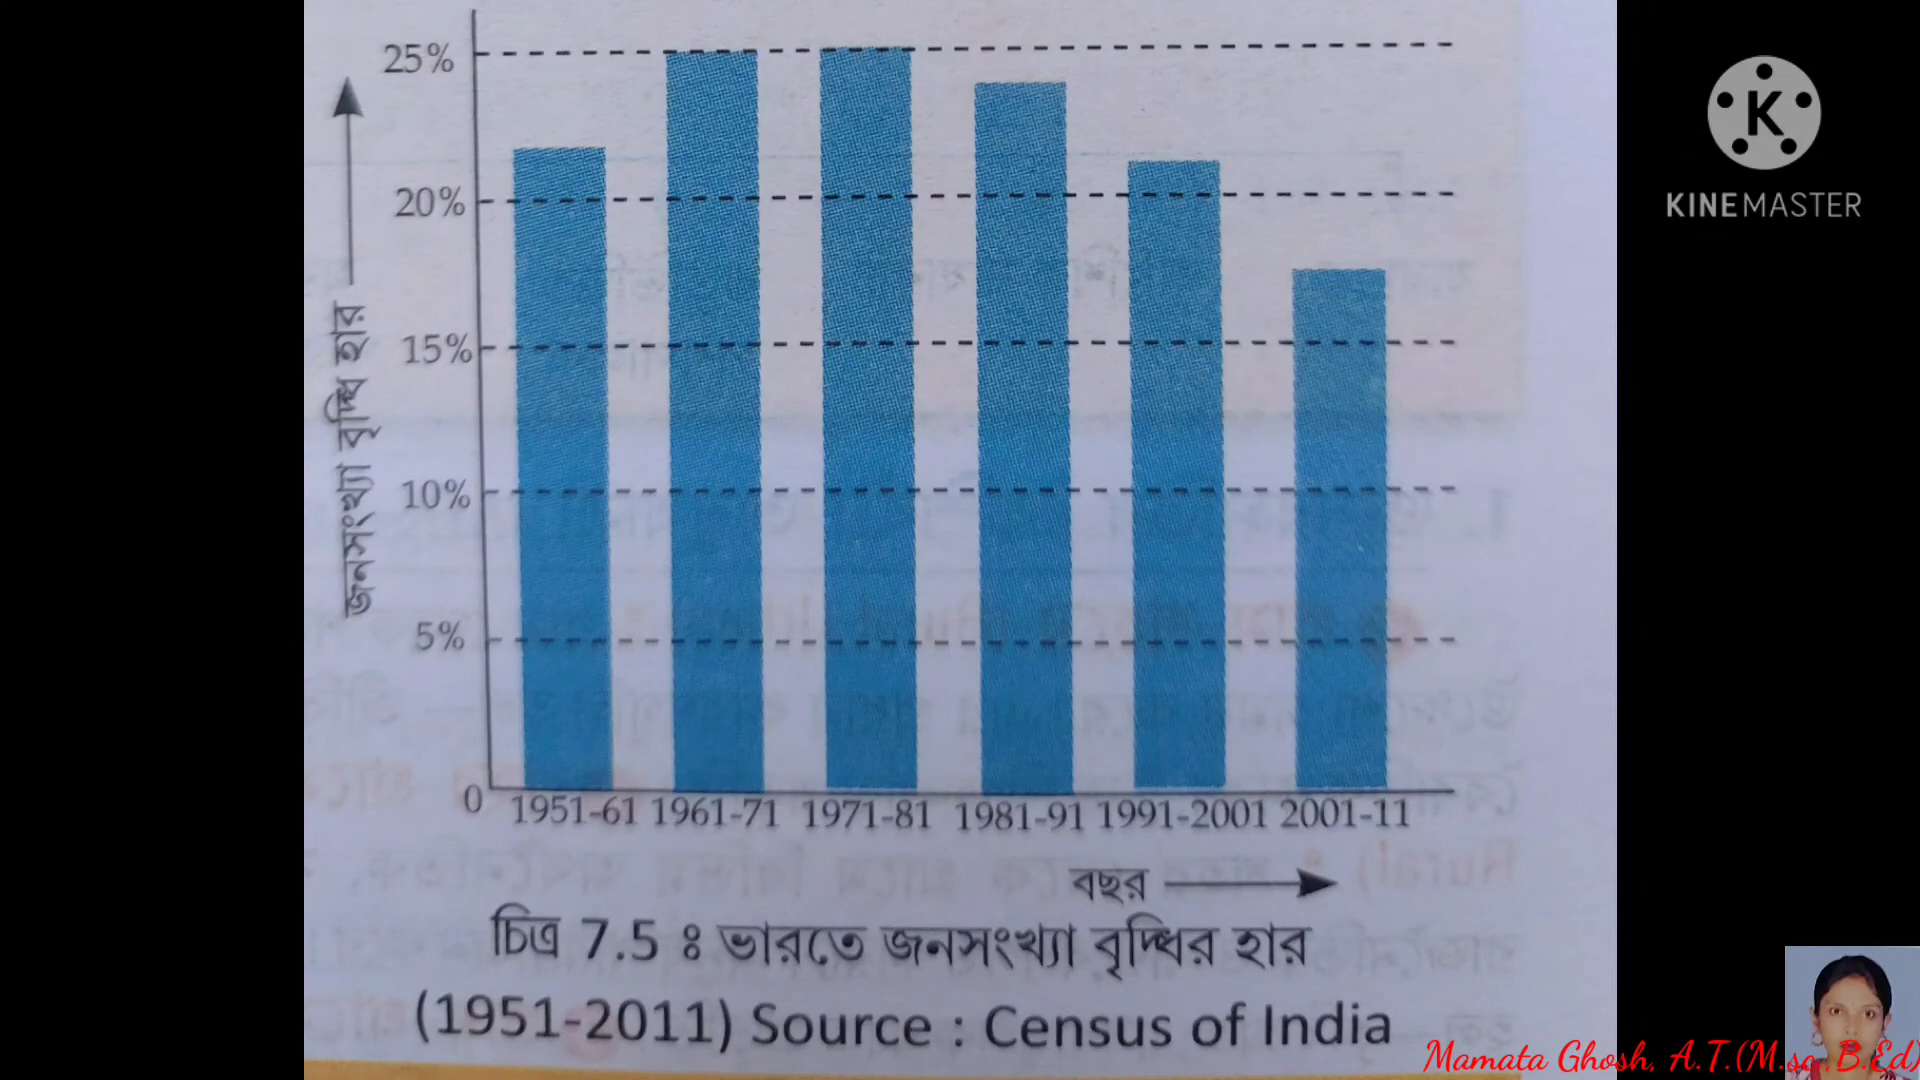 25%
20%
15%
10%
5%
0
জনসংখ্যা বৃদ্ধি হার
1951-61 1961-71 1971-81 1981-91 1991-2001 2001-11
বছর
চিত্র 7.5 ঃ ভারতে জনসংখ্যা বৃদ্ধির হার
(1951-2011) Source : Census of India
K
KINEMASTER
Mamata Ghosh, A.T.(M.sc.,B.Ed)